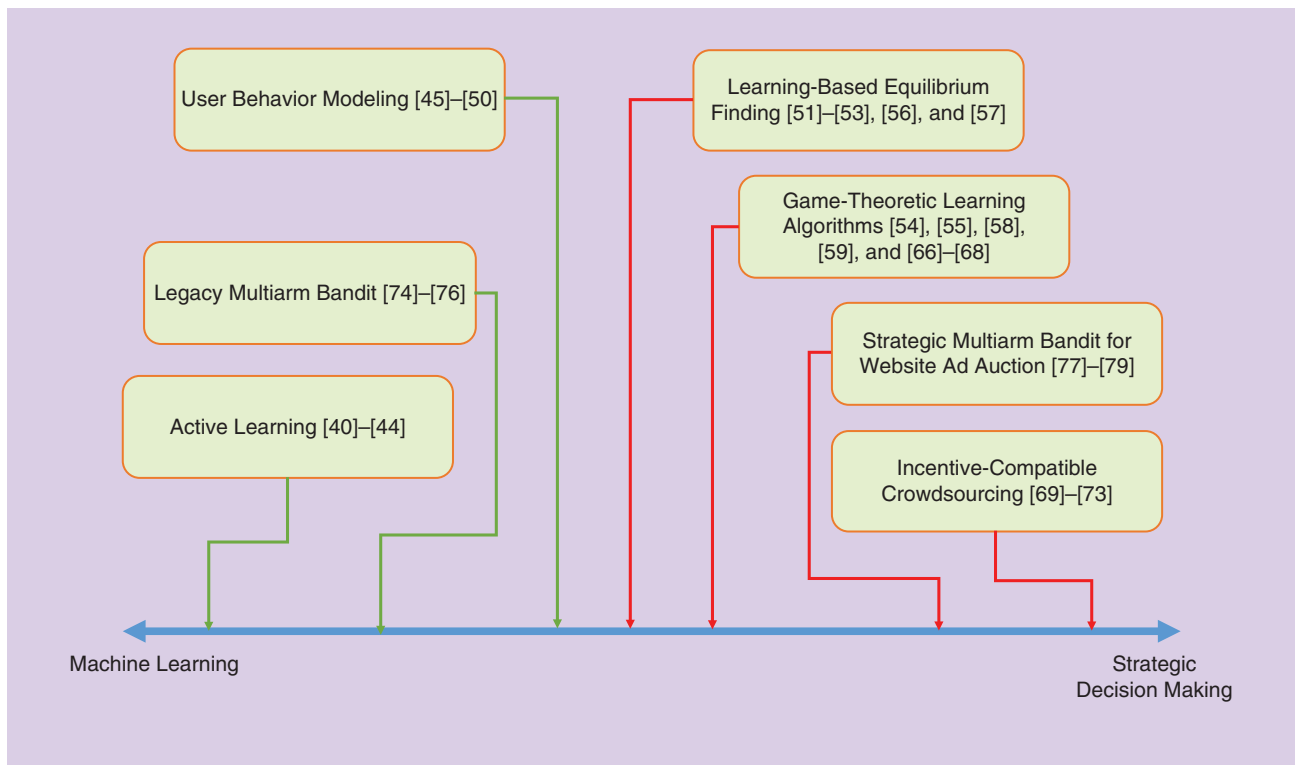 User Behavior Modeling [45]–[50]
Learning-Based Equilibrium
Finding [51]–[53], [56], and [57]
Game-Theoretic Learning
Algorithms [54], [55], [58],
[59], and [66]–[68]
Legacy Multiarm Bandit [74]–[76]
Strategic Multiarm Bandit for
Website Ad Auction [77]–[79]
Active Learning [40]–[44]
Incentive-Compatible
Crowdsourcing [69]–[73]
Machine Learning
Strategic
Decision Making